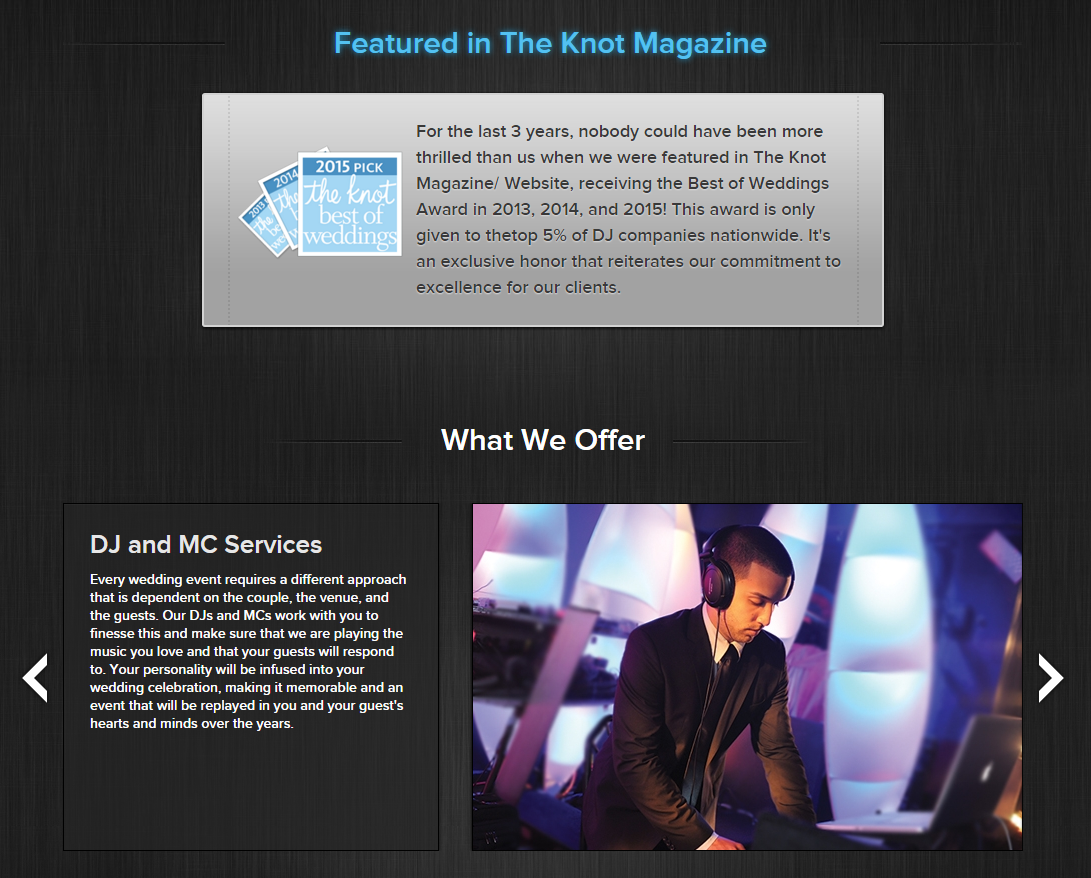 Featured in The Knot Magazine
For the last 3 years, nobody could have been more
thrilled than us when we were featured in The Knot
Magazine/ Website, receiving the Best of Weddings
Award in 2013, 2014, and 2015! This award is only
given to thetop 5% of DJ companies nationwide. It's
an exclusive honor that reiterates our commitment to
excellence for our clients.
2013
2014
the
2015 PICK
the knot
best of
weddings
What We Offer
DJ and MC Services
Every wedding event requires a different approach
that is dependent on the couple, the venue, and
the guests. Our DJs and MCs work with you to
finesse this and make sure that we are playing the
music you love and that your guests will respond
to. Your personality will be infused into your
wedding celebration, making it memorable and an
event that will be replayed in you and your guest's
hearts and minds over the years.